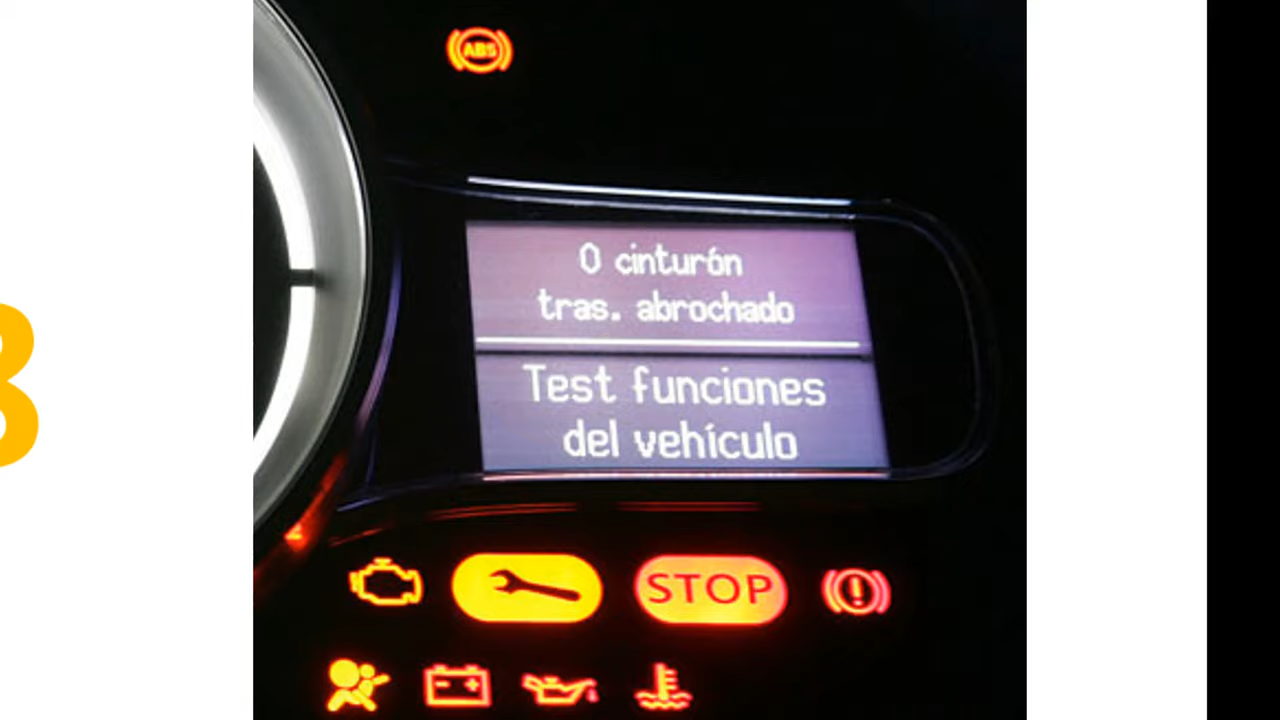 ABS
0 cinturón
tras. abrochado
Test funciones
del vehículo
STOP